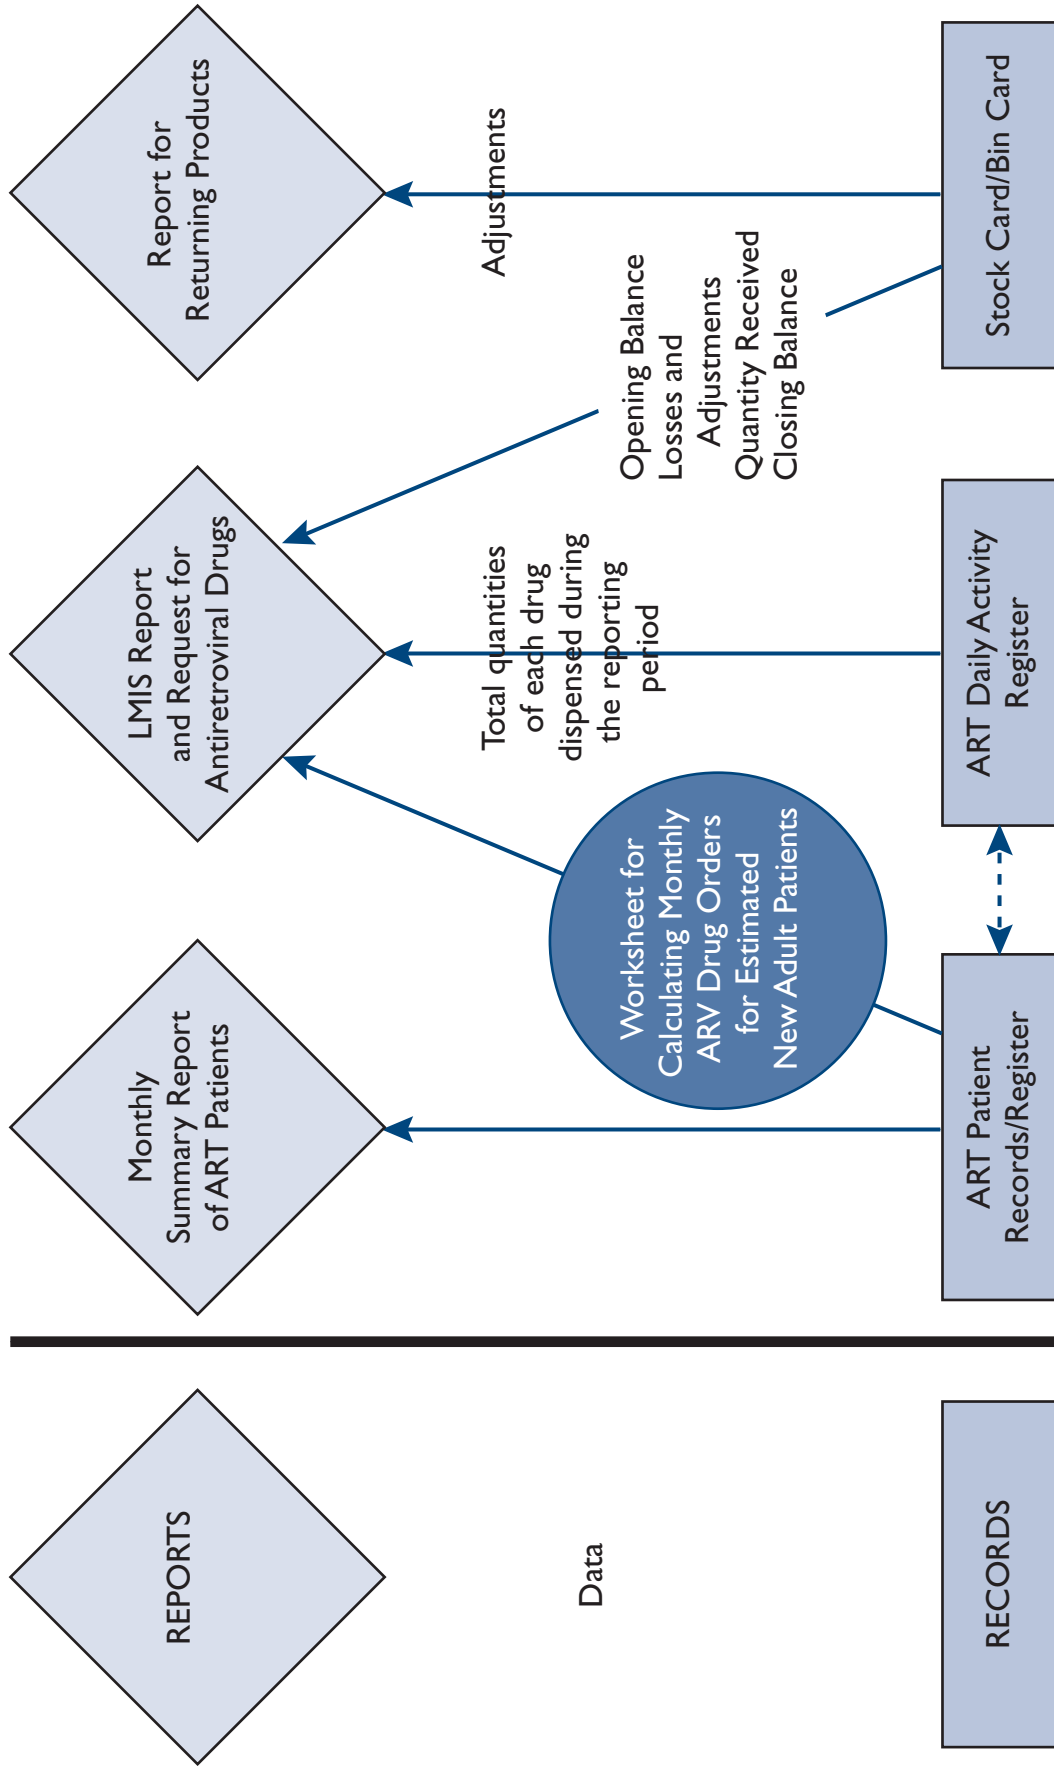 REPORTS
Data
RECORDS
Monthly
Summary Report
of ART Patients
LMIS Report
and Request for
Antiretroviral Drugs
Report for
Returning Products
Worksheet for
Calculating Monthly
ARV Drug Orders
for Estimated
New Adult Patients
Total quantities
of each drug
dispensed during
the reporting
period
Opening Balance
Losses and
Adjustments
Quantity Received
Closing Balance
Adjustments
ART Patient
Records/Register
ART Daily Activity
Register
Stock Card/Bin Card